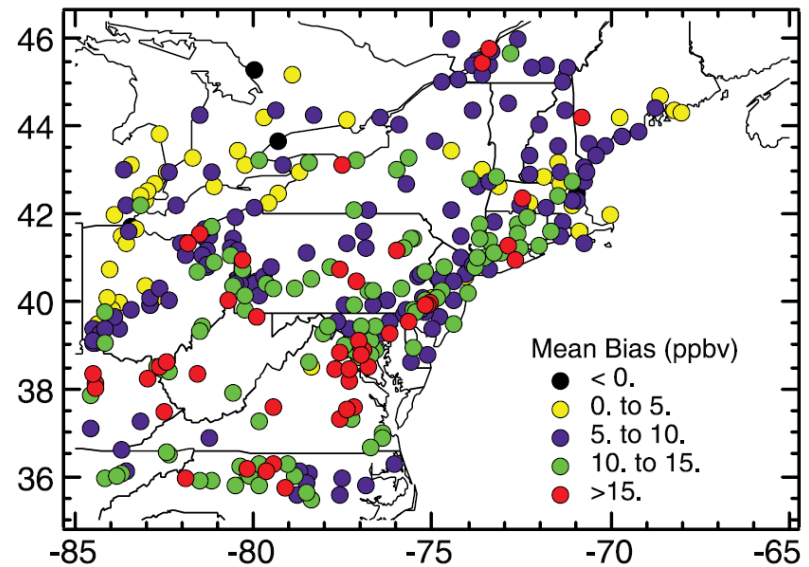 46
44
42
40
38
36
Mean Bias (ppbv)
< 0.
0. to 5.
5. to 10.
10. to 15.
>15.
-85 -80 -75 -70 -65